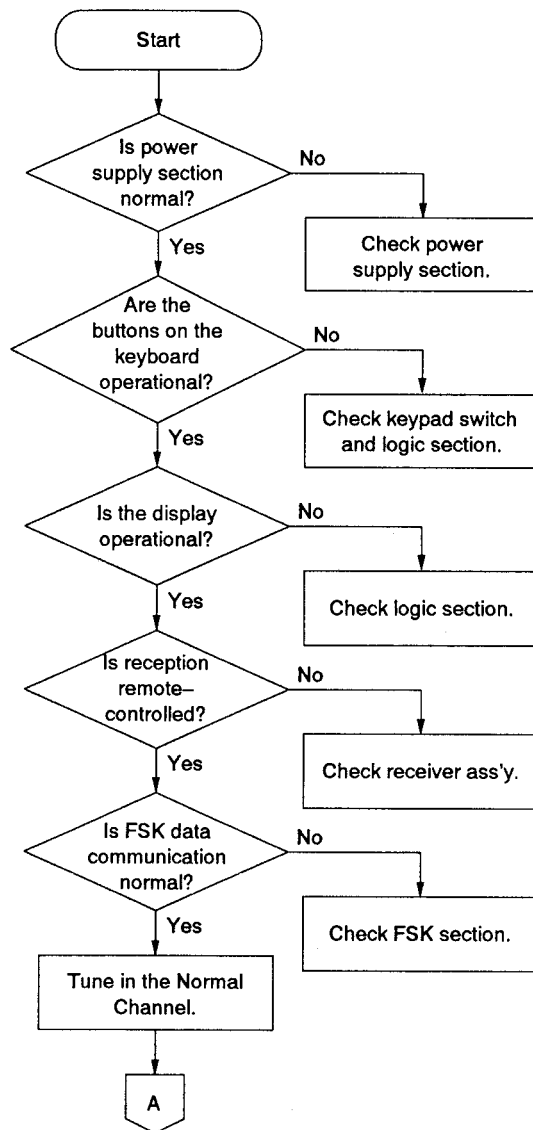 Start
Is power
supply section
normal?
No
Check power
supply section.
Yes
Are the
buttons on the
keyboard
operational?
No
Check keypad switch
and logic section.
Yes
Is the display
operational?
No
Check logic section.
Yes
Is reception
remote–
controlled?
No
Check receiver ass'y.
Yes
Is FSK data
communication
normal?
No
Check FSK section.
Yes
Tune in the Normal
Channel.
A